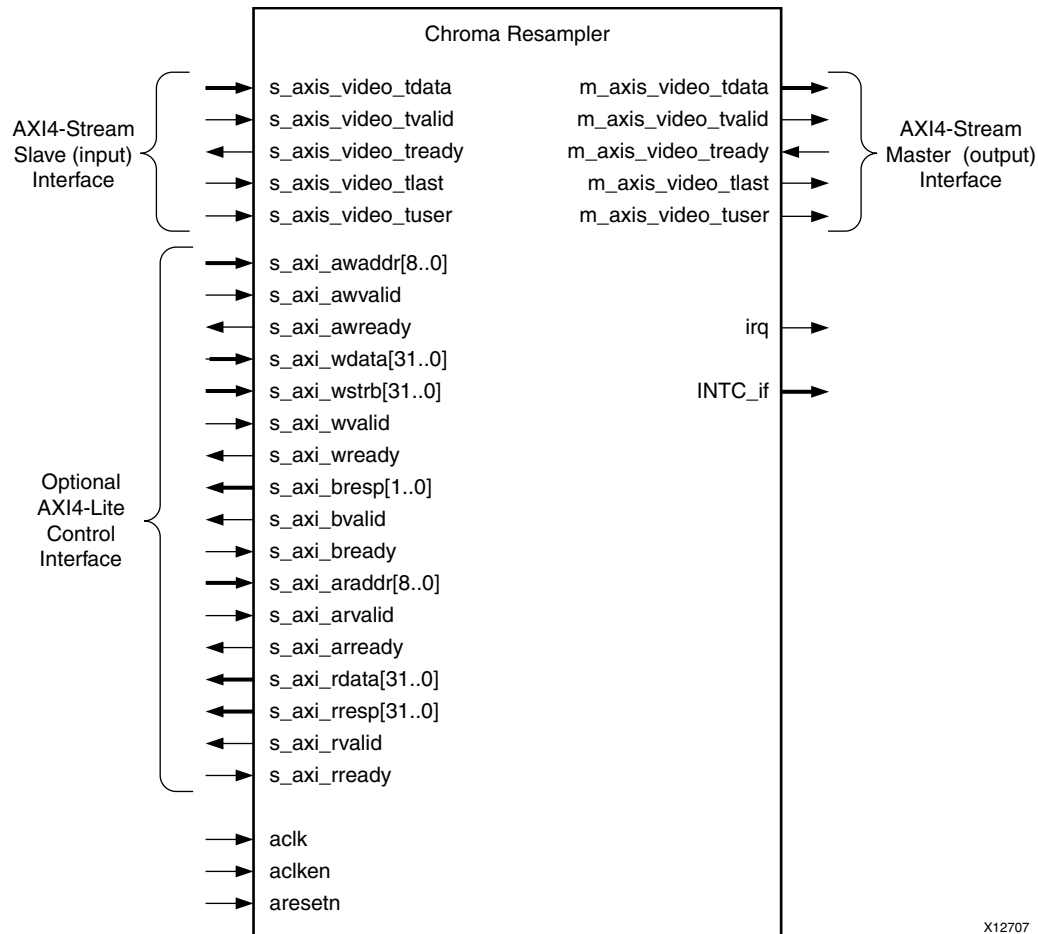 Chroma Resampler
AXI4-Stream
Slave (input)
Interface
s_axis_video_tdata
s_axis_video_tvalid
s_axis_video_tready
s_axis_video_tlast
s_axis_video_tuser
m_axis_video_tdata
m_axis_video_tvalid
m_axis_video_tready
m_axis_video_tlast
m_axis_video_tuser
AXI4-Stream
Master (output)
Interface
Optional
AXI4-Lite
Control
Interface
s_axi_awaddr[8..0]
s_axi_awvalid
s_axi_awready
s_axi_wdata[31..0]
s_axi_wstrb[31..0]
s_axi_wvalid
s_axi_wready
s_axi_bresp[1..0]
s_axi_bvalid
s_axi_bready
s_axi_araddr[8..0]
s_axi_arvalid
s_axi_arready
s_axi_rdata[31..0]
s_axi_rresp[31..0]
s_axi_rvalid
s_axi_rready
irq
INTC_if
aclk
aclken
aresetn
X12707